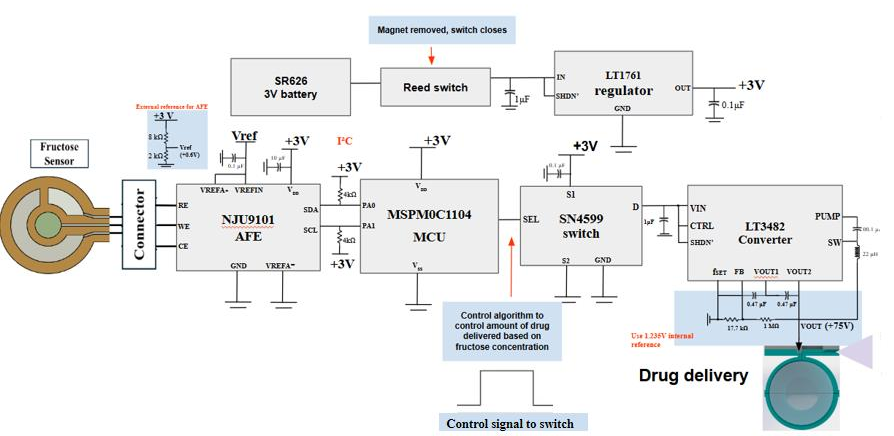 Magnet removed, switch closes
SR626
3V battery
Reed switch
1μF
IN
SHDN'
LT1761
regulator
OUT
GND
+3V
0.1μF
External reference for AFE
+3 V
8 kΩ
2 kΩ
Vref
(+0.6V)
Fructose
Sensor
Connector
Vref
0.1 μF
10 μF
+3V
VREFA+ VREFIN
VDD
RE
WE
CE
NJU9101
AFE
SDA
SCL
GND
VREFA-
I²C
+3V
4kΩ
4kΩ
+3V
+3V
VDD
PA0
PA1
MSPM0C1104
MCU
Vss
+3V
0.1 μF
S1
SEL
SN4599
switch
D
S2
GND
1μF
VIN
CTRL
SHDN'
LT3482
Converter
PUMP
SW
22 μH
fSET FB VOUT1 VOUT2
0.47 μF
0.47 μF
17.7 kΩ
1 MΩ
VOUT (+75V)
Use 1.235V internal
reference
Control algorithm to
control amount of drug
delivered based on
fructose concentration
Drug delivery
Control signal to switch